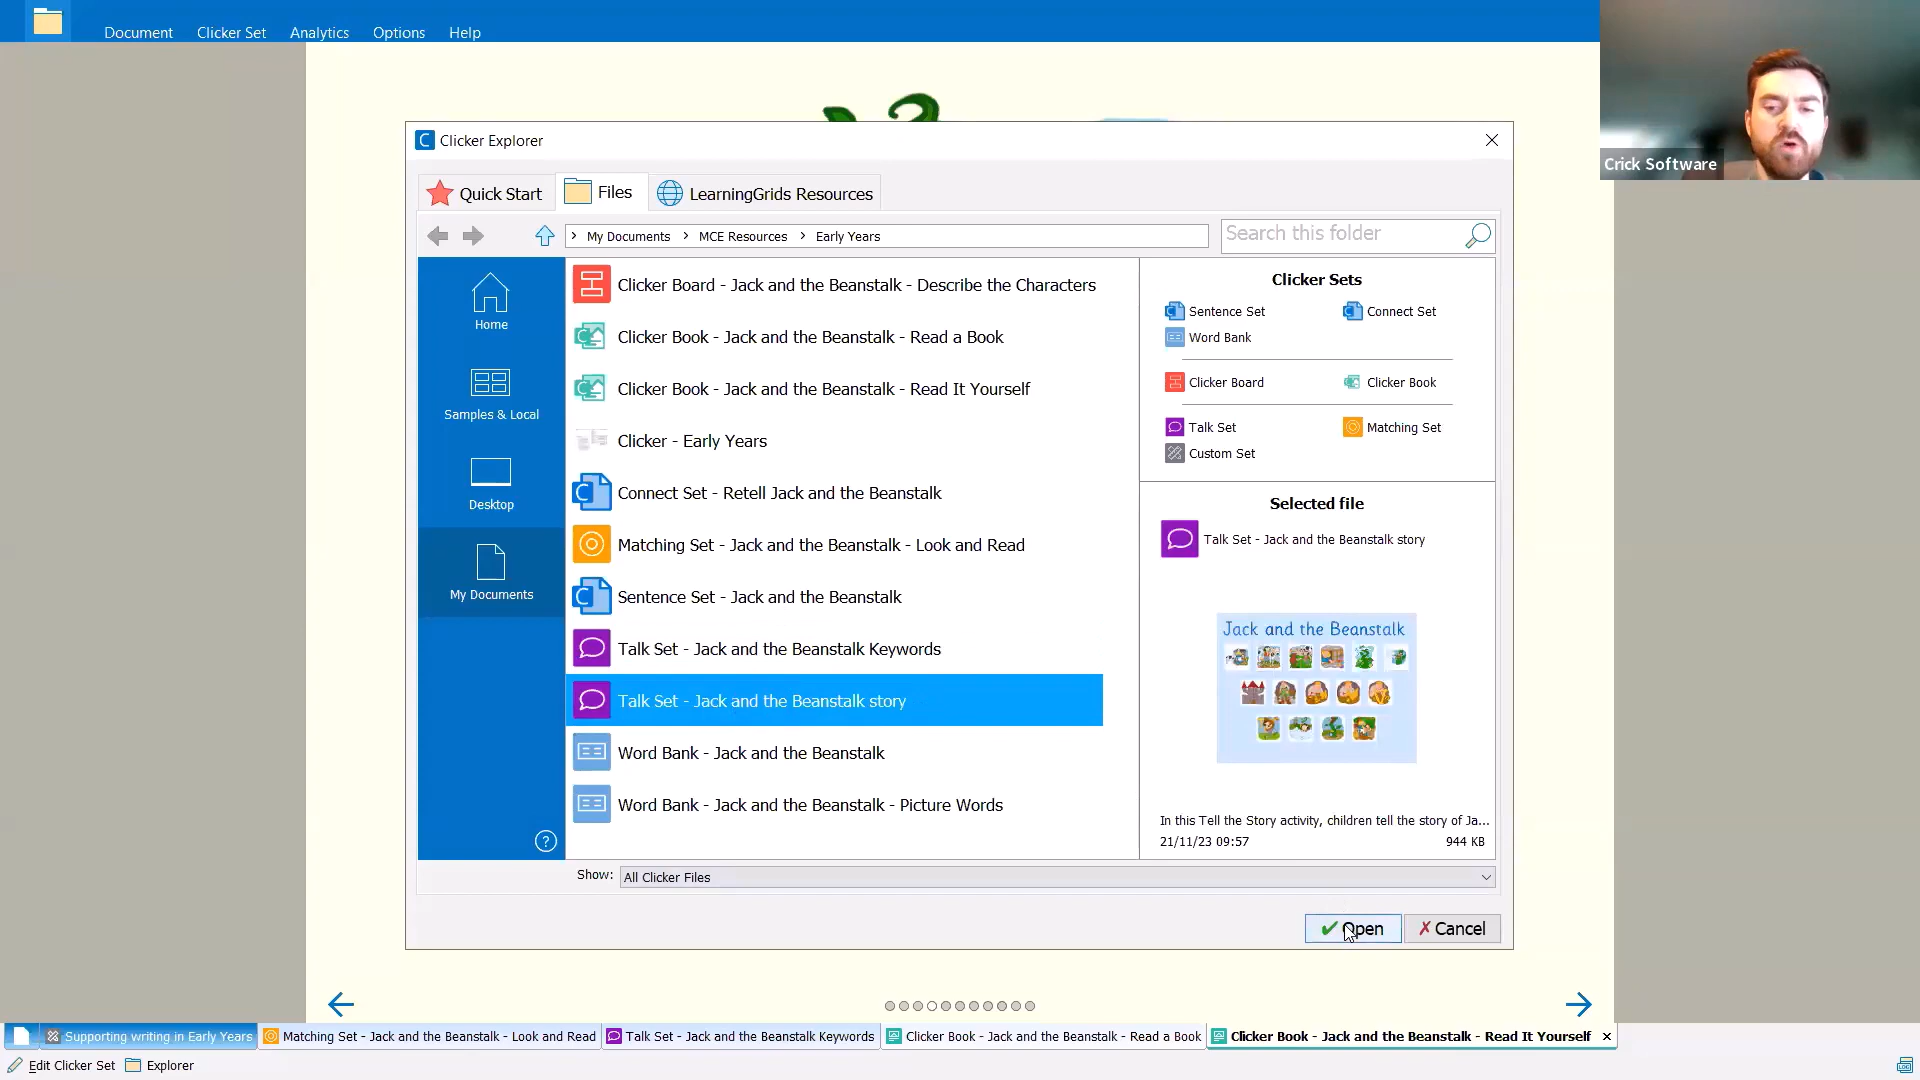 Document Clicker Set Analytics Options Help
Crick Software
Clicker Explorer
Quick Start Files LearningGrids Resources
> My Documents > MCE Resources > Early Years
Search this folder
Home
Samples & Local
Desktop
My Documents
?
Clicker Board - Jack and the Beanstalk - Describe the Characters
Clicker Book - Jack and the Beanstalk - Read a Book
Clicker Book - Jack and the Beanstalk - Read It Yourself
Clicker - Early Years
Connect Set - Retell Jack and the Beanstalk
Matching Set - Jack and the Beanstalk - Look and Read
Sentence Set - Jack and the Beanstalk
Talk Set - Jack and the Beanstalk Keywords
Talk Set - Jack and the Beanstalk story
Word Bank - Jack and the Beanstalk
Word Bank - Jack and the Beanstalk - Picture Words
Clicker Sets
Sentence Set Connect Set
Word Bank
Clicker Board Clicker Book
Talk Set Matching Set
Custom Set
Selected file
Talk Set - Jack and the Beanstalk story
Jack and the Beanstalk
In this Tell the Story activity, children tell the story of Ja...
21/11/23 09:57 944 KB
Show: All Clicker Files
Open Cancel
Supporting writing in Early Years Matching Set - Jack and the Beanstalk - Look and Read Talk Set - Jack and the Beanstalk Keywords Clicker Book - Jack and the Beanstalk - Read a Book Clicker Book - Jack and the Beanstalk - Read It Yourself
Edit Clicker Set Explorer